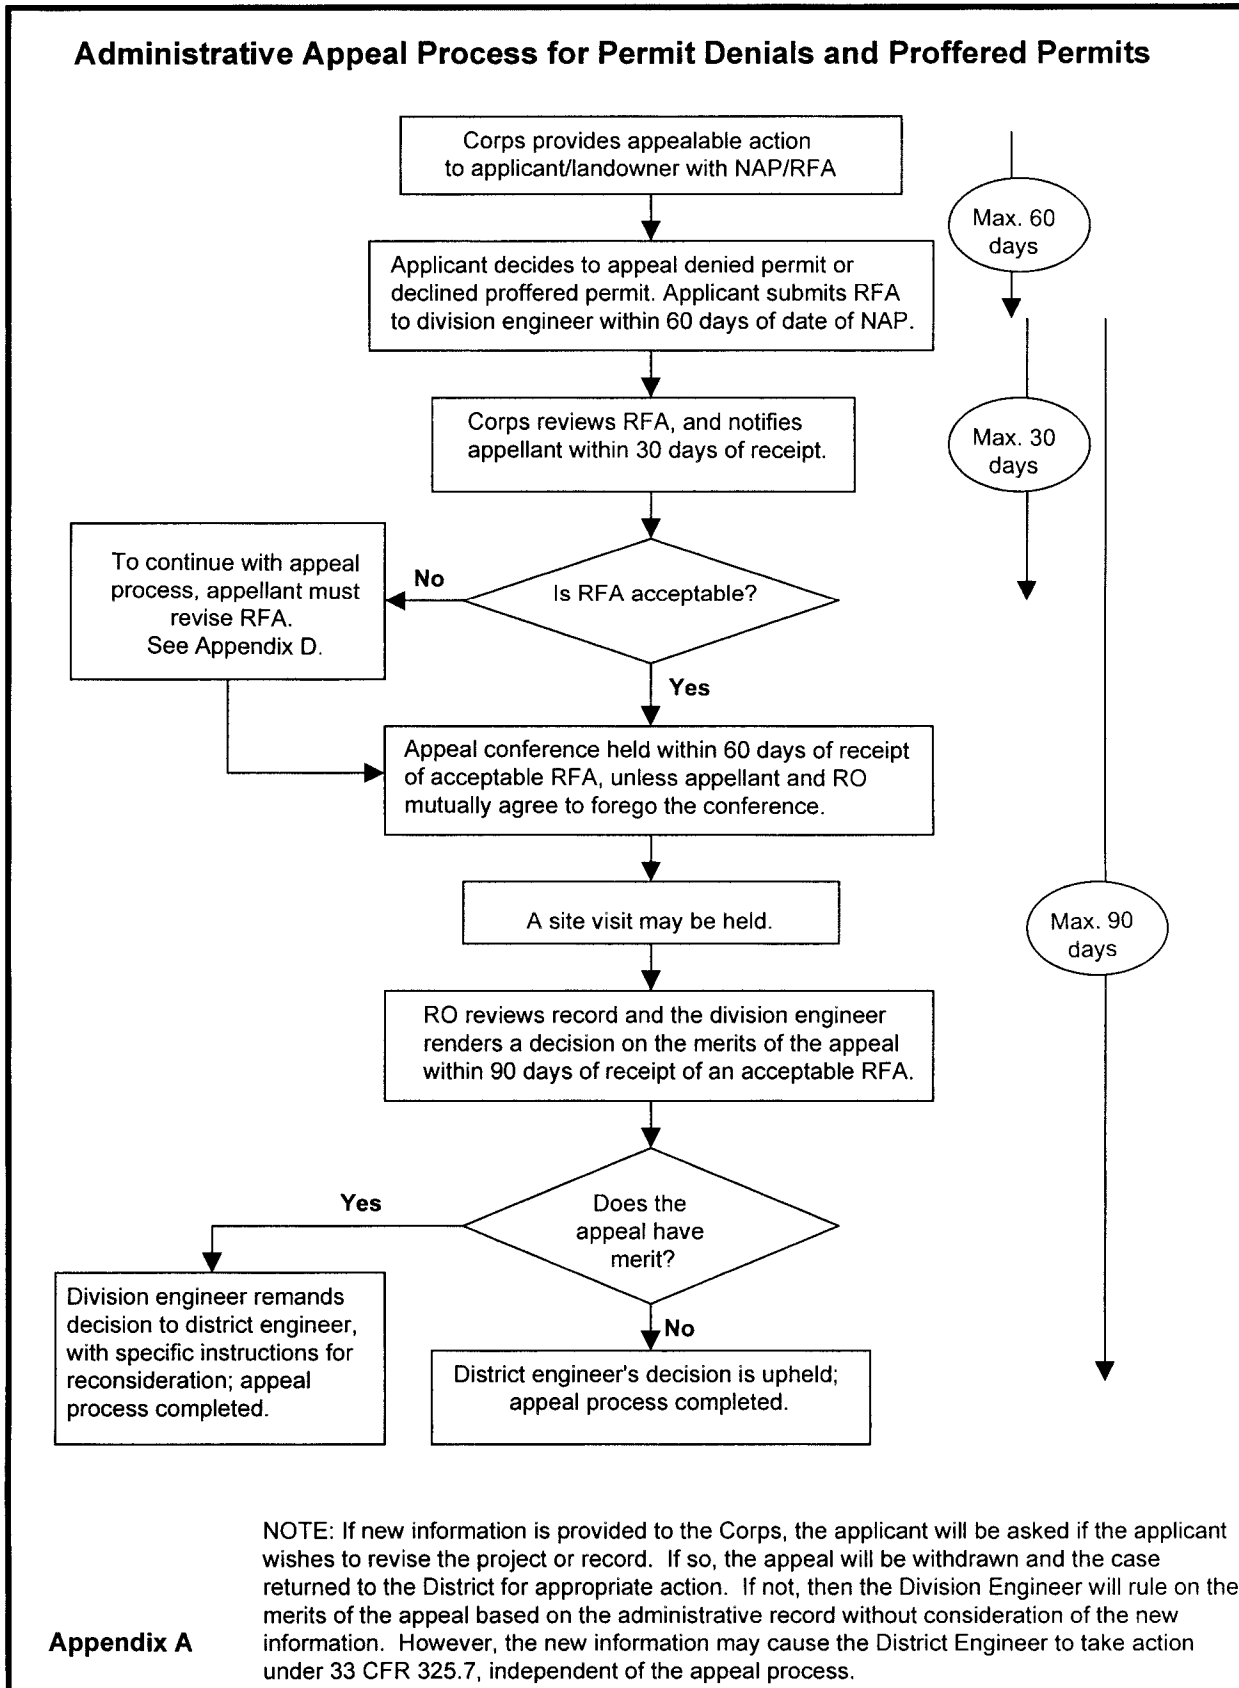 Administrative Appeal Process for Permit Denials and Proffered Permits
Corps provides appealable action
to applicant/landowner with NAP/RFA
Max. 60
days
Applicant decides to appeal denied permit or
declined proffered permit. Applicant submits RFA
to division engineer within 60 days of date of NAP.
Corps reviews RFA, and notifies
appellant within 30 days of receipt.
Max. 30
days
To continue with appeal
process, appellant must
revise RFA.
See Appendix D.
No
Is RFA acceptable?
Yes
Appeal conference held within 60 days of receipt
of acceptable RFA, unless appellant and RO
mutually agree to forego the conference.
A site visit may be held.
Max. 90
days
RO reviews record and the division engineer
renders a decision on the merits of the appeal
within 90 days of receipt of an acceptable RFA.
Yes
Does the
appeal have
merit?
Division engineer remands
decision to district engineer,
with specific instructions for
reconsideration; appeal
process completed.
No
District engineer's decision is upheld;
appeal process completed.
NOTE: If new information is provided to the Corps, the applicant will be asked if the applicant
wishes to revise the project or record. If so, the appeal will be withdrawn and the case
returned to the District for appropriate action. If not, then the Division Engineer will rule on the
merits of the appeal based on the administrative record without consideration of the new
information. However, the new information may cause the District Engineer to take action
under 33 CFR 325.7, independent of the appeal process.
Appendix A